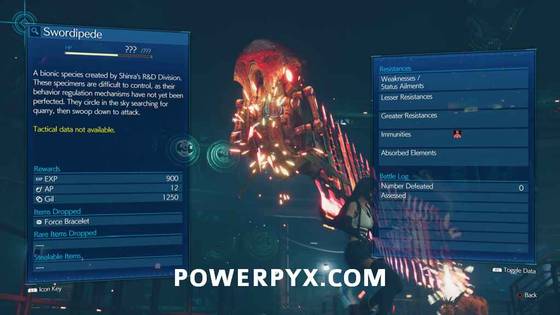 Swordipede
HP ??? /???
A bionic species created by Shinra's R&D Division.
These specimens are difficult to control, as their
behavior regulation mechanisms have not yet been
perfected. They circle in the sky searching for
quarry, then swoop down to attack.
Tactical data not available.
Rewards
EXP 900
AP 12
Gil 1250
Items Dropped
Force Bracelet
Rare Items Dropped
---
Stealable Items
---
Icon Key
Resistances
Weaknesses /
Status Ailments
Lesser Resistances
Greater Resistances
Immunities
Absorbed Elements
Battle Log
Number Defeated 0
Assessed
Toggle Data
Back
POWERPYX.COM